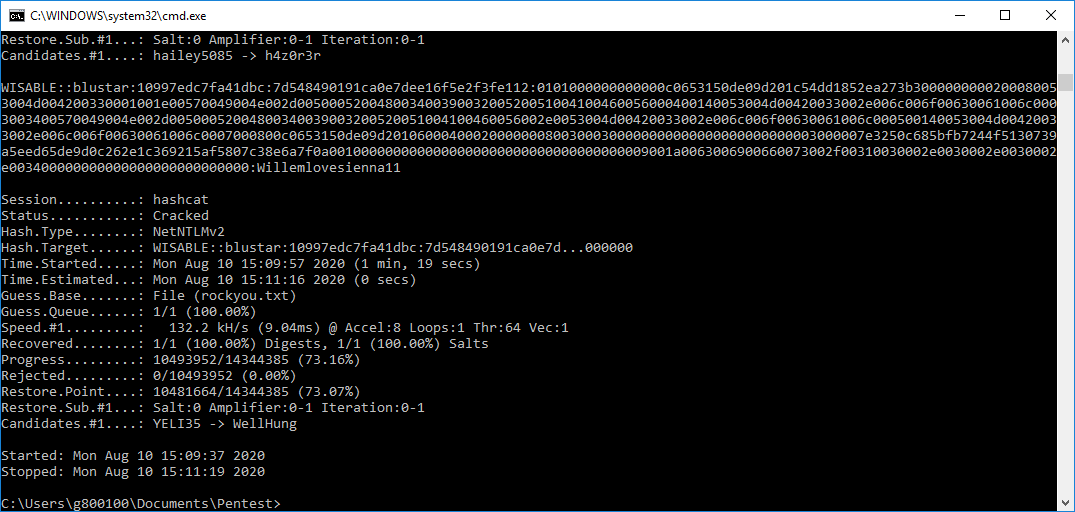 C:\WINDOWS\system32\cmd.exe
Restore.Sub.#1...: Salt:0 Amplifier:0-1 Iteration:0-1
Candidates.#1....: hailey5085 -> h4z0r3r
WISABLE::blustar:10997edc7fa41dbc:7d548490191ca0e7dee16f5e2f3fe112:0101000000000000c0653150de09d201c54dd1852ea273b3000000000200080053004d004200330001001e00570049004e002d00500052004800340039003200520051004100460056000400140053004d00420033002e006c006f00630061006c0003003400570049004e002d00500052004800340039003200520051004100460056002e0053004d00420033002e006c006f00630061006c000500140053004d00420033002e006c006f00630061006c0007000800c0653150de09d2010600040002000000080030003000000000000000000000000030000007e3250c685bfb7244f5130739a5eed65de9d0c262e1c369215af5807c38e6a7f0a0010000000000000000000000000000000000009001a0063006900660073002f00310030002e0030002e0030002e00340000000000000000000000000:Willemlovesienna11
Session..........: hashcat
Status...........: Cracked
Hash.Type........: NetNTLMv2
Hash.Target......: WISABLE::blustar:10997edc7fa41dbc:7d548490191ca0e7d...000000
Time.Started.....: Mon Aug 10 15:09:57 2020 (1 min, 19 secs)
Time.Estimated...: Mon Aug 10 15:11:16 2020 (0 secs)
Guess.Base.......: File (rockyou.txt)
Guess.Queue......: 1/1 (100.00%)
Speed.#1.........:   132.2 kH/s (9.04ms) @ Accel:8 Loops:1 Thr:64 Vec:1
Recovered........: 1/1 (100.00%) Digests, 1/1 (100.00%) Salts
Progress.........: 10493952/14344385 (73.16%)
Rejected.........: 0/10493952 (0.00%)
Restore.Point....: 10481664/14344385 (73.07%)
Restore.Sub.#1...: Salt:0 Amplifier:0-1 Iteration:0-1
Candidates.#1....: YELI35 -> WellHung
Started: Mon Aug 10 15:09:37 2020
Stopped: Mon Aug 10 15:11:19 2020
C:\Users\g800100\Documents\Pentest>